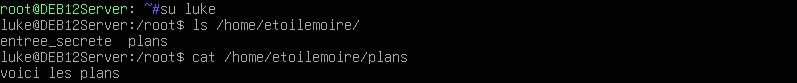 root@DEB12Server: ~#su luke
luke@DEB12Server:/root$ ls /home/etoilemoire/
entree_secrete  plans
luke@DEB12Server:/root$ cat /home/etoilemoire/plans
voici les plans